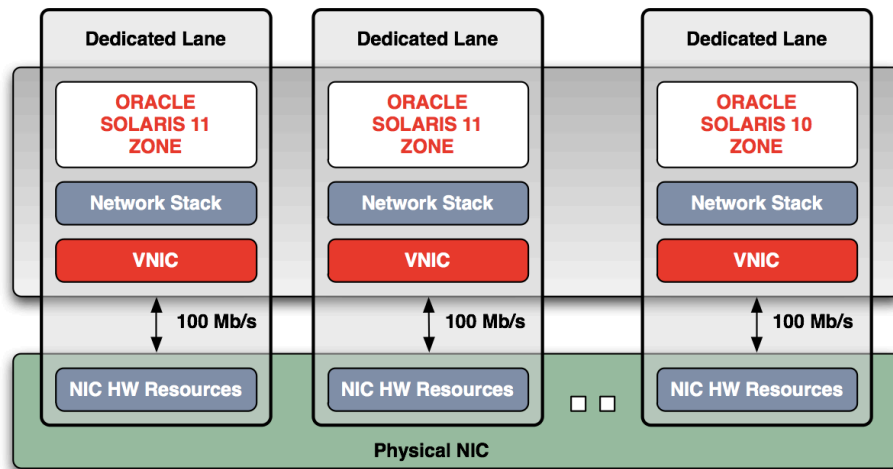 Dedicated Lane
ORACLE
SOLARIS 11
ZONE
Network Stack
VNIC
100 Mb/s
NIC HW Resources
Dedicated Lane
ORACLE
SOLARIS 11
ZONE
Network Stack
VNIC
100 Mb/s
NIC HW Resources
Dedicated Lane
ORACLE
SOLARIS 10
ZONE
Network Stack
VNIC
100 Mb/s
NIC HW Resources
Physical NIC